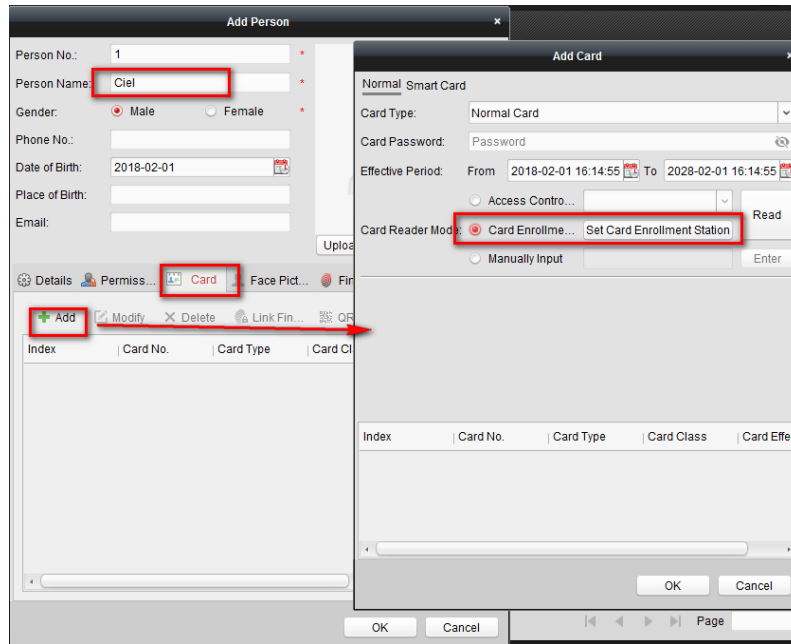 Add Person
x
Person No.: 1 *
Person Name: Ciel *
Gender: Male Female *
Phone No.:
Date of Birth: 2018-02-01
Place of Birth:
Email:
Uploa
Details Permiss... Card Face Pict... Fin
Add Modify Delete Link Fin... QR
Index Card No. Card Type Card Cl
OK Cancel
Add Card
x
Normal Smart Card
Card Type: Normal Card
Card Password: Password
Effective Period: From 2018-02-01 16:14:55 To 2028-02-01 16:14:55
Access Contro...
Read
Card Reader Mode: Card Enrollme... Set Card Enrollment Station
Manually Input Enter
Index Card No. Card Type Card Class Card Effe
OK Cancel
Page